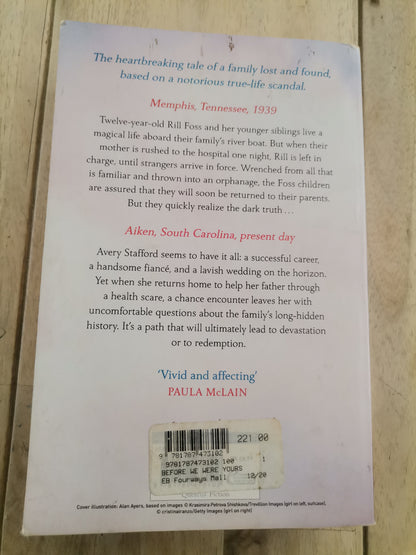 The heartbreaking tale of a family lost and found,
based on a notorious true-life scandal.
Memphis, Tennessee, 1939
Twelve-year-old Rill Foss and her younger siblings live a
magical life aboard their family's river boat. But when their
mother is rushed to the hospital one night, Rill is left in
charge, until strangers arrive in force. Wrenched from all that
is familiar and thrown into an orphanage, the Foss children
are assured that they will soon be returned to their parents.
But they quickly realize the dark truth ...
Aiken, South Carolina, present day
Avery Stafford seems to have it all: a successful career,
a handsome fiancé, and a lavish wedding on the horizon.
Yet when she returns home to help her father through
a health scare, a chance encounter leaves her with
uncomfortable questions about the family's long-hidden
history. It's a path that will ultimately lead to devastation
or to redemption.
'Vivid and affecting'
PAULA McLAIN
221 00
9 781787 473102
9781787473102 100 1
BEFORE WE WERE YOURS
EB Fourways Mall 12/20
Fiction
Cover illustration: Alan Ayers, based on images © Krasimira Petrova Shishkova/Trevillion Images (girl on left, suitcase),
© cristinairanzo/Getty Images (girl on right)